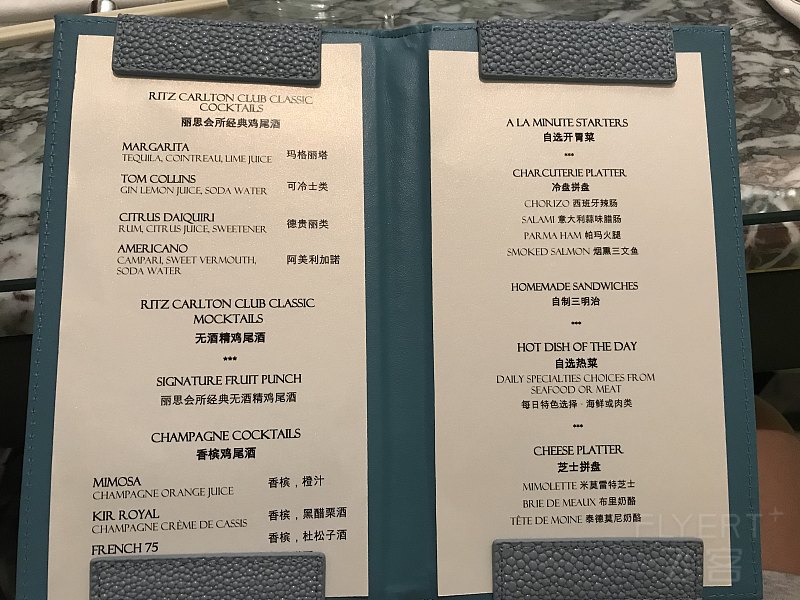 RITZ CARLTON CLUB CLASSIC
COCKTAILS
丽思会所经典鸡尾酒
MARGARITA
TEQUILA, COINTREAU, LIME JUICE 玛格丽塔
TOM COLLINS
GIN LEMON JUICE, SODA WATER 可冷士类
CITRUS DAIQUIRI
RUM, CITRUS JUICE, SWEETENER 德贵丽类
AMERICANO
CAMPARI, SWEET VERMOUTH, 阿美利加諾
SODA WATER
RITZ CARLTON CLUB CLASSIC
MOCKTAILS
无酒精鸡尾酒
***
SIGNATURE FRUIT PUNCH
丽思会所经典无酒精鸡尾酒
CHAMPAGNE COCKTAILS
香槟鸡尾酒
MIMOSA 香槟，橙汁
CHAMPAGNE ORANGE JUICE
KIR ROYAL 香槟，黑醋栗酒
CHAMPAGNE CRÈME DE CASSIS
FRENCH 75 香槟，杜松子酒
A LA MINUTE STARTERS
自选开胃菜
***
CHARCUTERIE PLATTER
冷盘拼盘
CHORIZO 西班牙辣肠
SALAMI 意大利蒜味腊肠
PARMA HAM 帕玛火腿
SMOKED SALMON 烟熏三文鱼
HOMEMADE SANDWICHES
自制三明治
***
HOT DISH OF THE DAY
自选热菜
DAILY SPECIALTIES CHOICES FROM
SEAFOOD OR MEAT
每日特色选择 - 海鲜或肉类
***
CHEESE PLATTER
芝士拼盘
MIMOLETTE 米莫雷特芝士
BRIE DE MEAUX 布里奶酪
TÊTE DE MOINE 泰德莫尼奶酪
FLYERT+